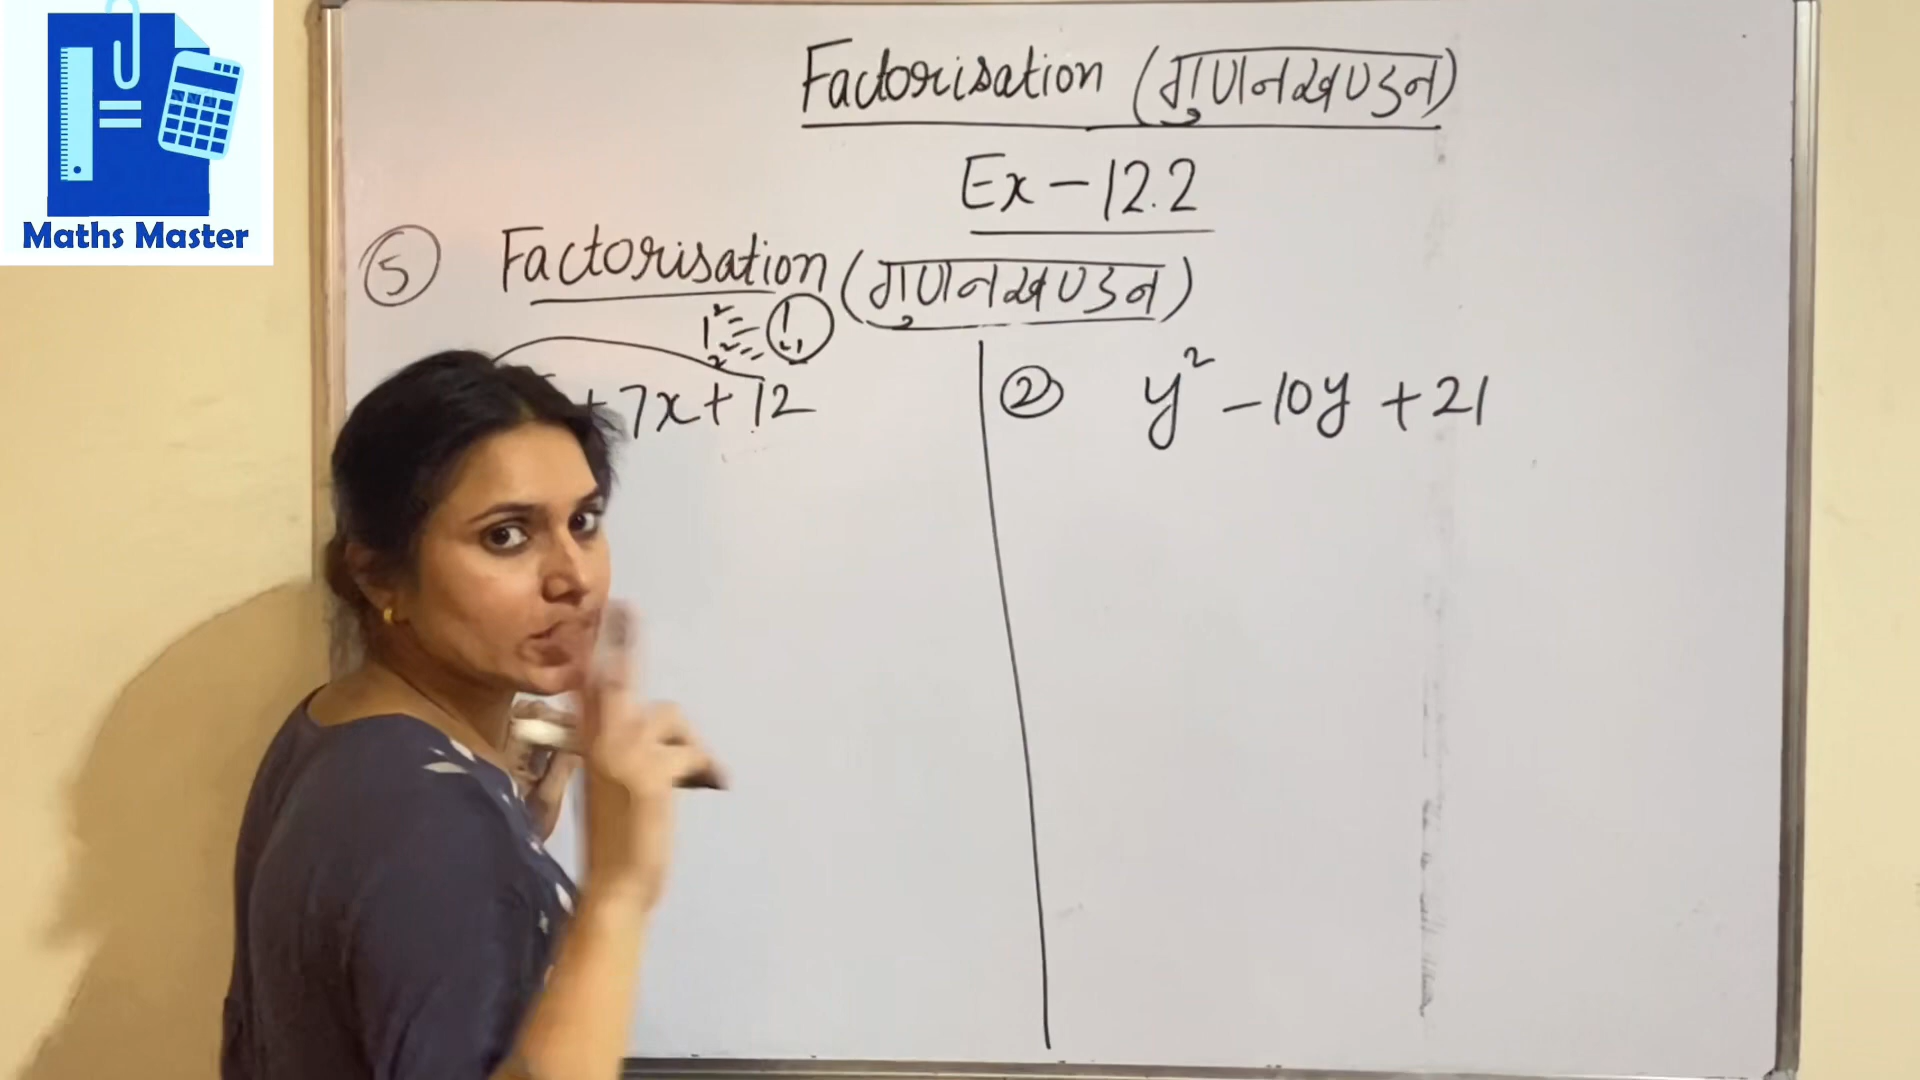 Maths Master
Factorisation (गुणनखण्डन)
Ex - 12.2
5 Factorisation (गुणनखण्डन)
+ 7x + 12
2 y² - 10y + 21